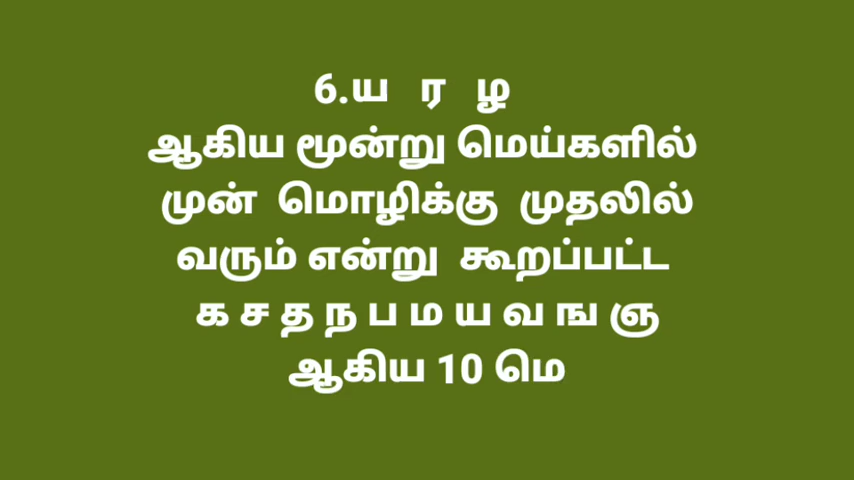 6.ய ர ழ
ஆகிய மூன்று மெய்களில்
முன் மொழிக்கு முதலில்
வரும் என்று கூறப்பட்ட
க ச த ந ப ம ய வ ங ஞ
ஆகிய 10 மெ